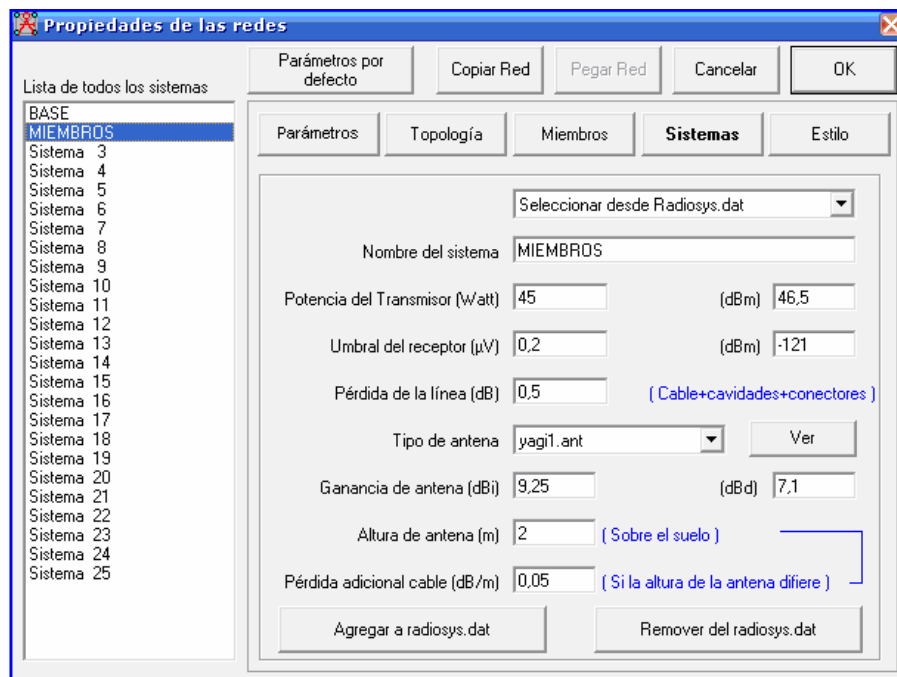 Propiedades de las redes
Parámetros por defecto
Copiar Red
Pegar Red
Cancelar
OK
Lista de todos los sistemas
BASE
MIEMBROS
Sistema 3
Sistema 4
Sistema 5
Sistema 6
Sistema 7
Sistema 8
Sistema 9
Sistema 10
Sistema 11
Sistema 12
Sistema 13
Sistema 14
Sistema 15
Sistema 16
Sistema 17
Sistema 18
Sistema 19
Sistema 20
Sistema 21
Sistema 22
Sistema 23
Sistema 24
Sistema 25
Parámetros
Topología
Miembros
Sistemas
Estilo
Seleccionar desde Radiosys.dat
Nombre del sistema MIEMBROS
Potencia del Transmisor (Watt) 45 (dBm) 46,5
Umbral del receptor (µV) 0,2 (dBm) -121
Pérdida de la línea (dB) 0,5 ( Cable+cavidades+conectores )
Tipo de antena yagi1.ant Ver
Ganancia de antena (dBi) 9,25 (dBd) 7,1
Altura de antena (m) 2 ( Sobre el suelo )
Pérdida adicional cable (dB/m) 0,05 ( Si la altura de la antena difiere )
Agregar a radiosys.dat
Remover del radiosys.dat